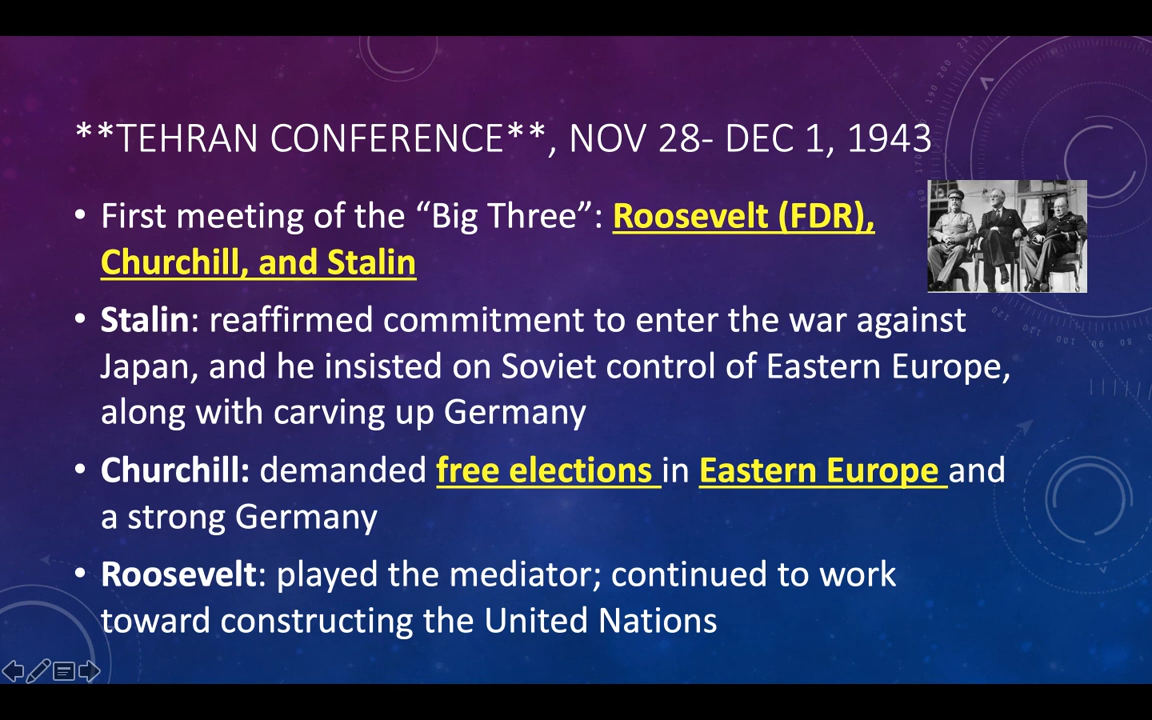 **TEHRAN CONFERENCE**, NOV 28- DEC 1, 1943
• First meeting of the “Big Three”: Roosevelt (FDR),
Churchill, and Stalin
• Stalin: reaffirmed commitment to enter the war against
Japan, and he insisted on Soviet control of Eastern Europe,
along with carving up Germany
• Churchill: demanded free elections in Eastern Europe and
a strong Germany
• Roosevelt: played the mediator; continued to work
toward constructing the United Nations